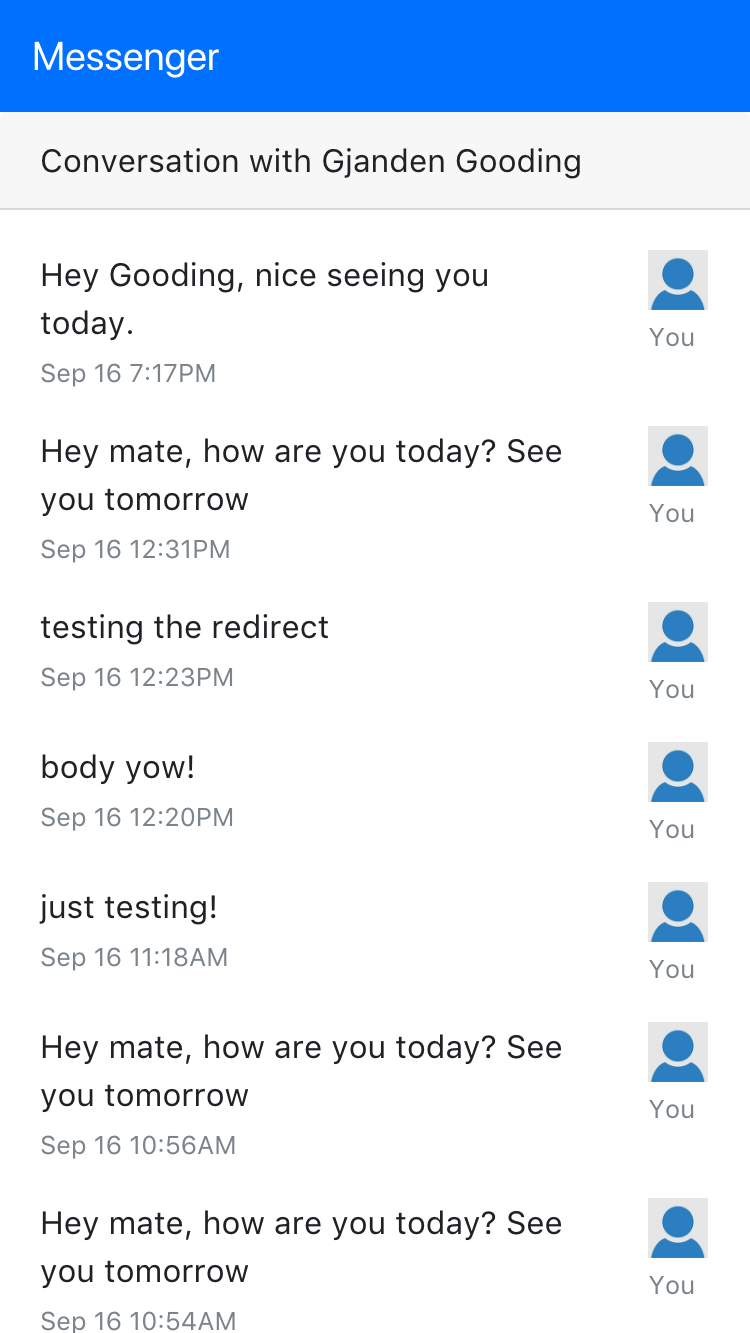 Messenger
Conversation with Gjanden Gooding
Hey Gooding, nice seeing you
today.
You
Sep 16 7:17PM
Hey mate, how are you today? See
you tomorrow
You
Sep 16 12:31PM
testing the redirect
Sep 16 12:23PM
You
body yow!
Sep 16 12:20PM
You
just testing!
Sep 16 11:18AM
You
Hey mate, how are you today? See
you tomorrow
You
Sep 16 10:56AM
Hey mate, how are you today? See
you tomorrow
You
Sep 16 10:54AM